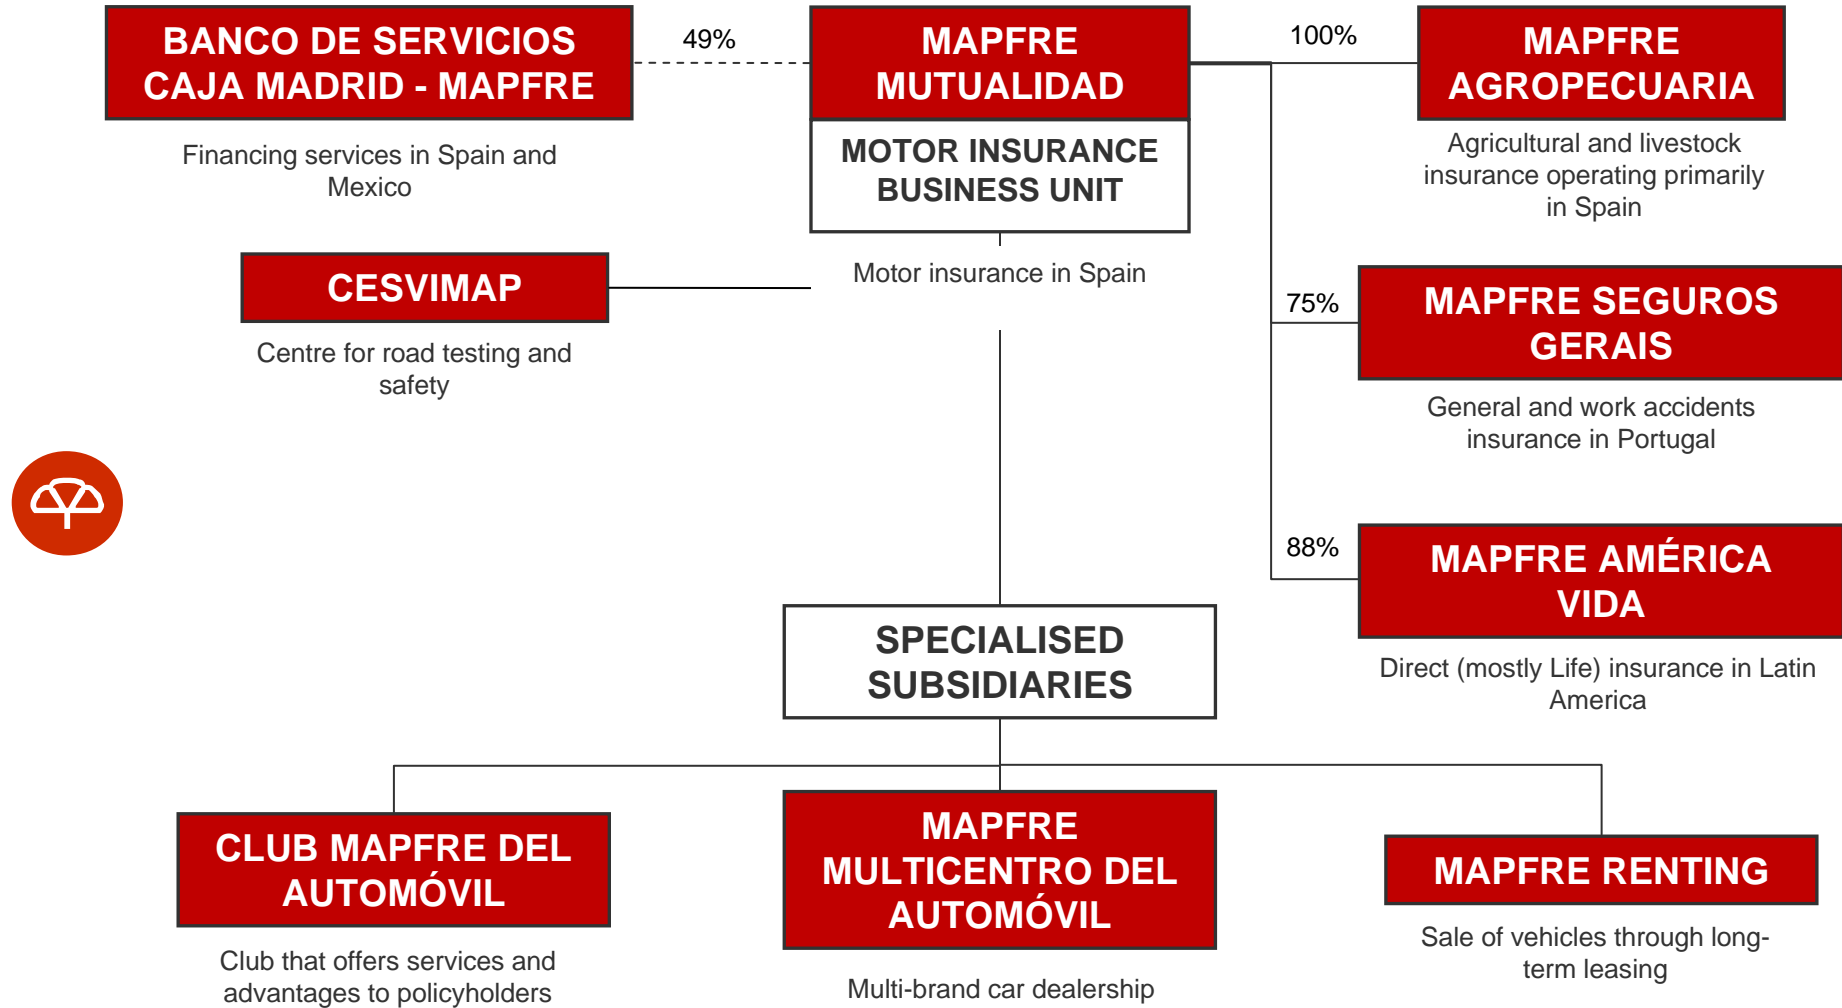 BANCO DE SERVICIOS
CAJA MADRID - MAPFRE
Financing services in Spain and
Mexico
49%
MAPFRE
MUTUALIDAD
MOTOR INSURANCE
BUSINESS UNIT
Motor insurance in Spain
100%
MAPFRE
AGROPECUARIA
Agricultural and livestock
insurance operating primarily
in Spain
CESVIMAP
Centre for road testing and
safety
75%
MAPFRE SEGUROS
GERAIS
General and work accidents
insurance in Portugal
88%
MAPFRE AMÉRICA
VIDA
Direct (mostly Life) insurance in Latin
America
SPECIALISED
SUBSIDIARIES
CLUB MAPFRE DEL
AUTOMÓVIL
Club that offers services and
advantages to policyholders
MAPFRE
MULTICENTRO DEL
AUTOMÓVIL
Multi-brand car dealership
MAPFRE RENTING
Sale of vehicles through long-
term leasing